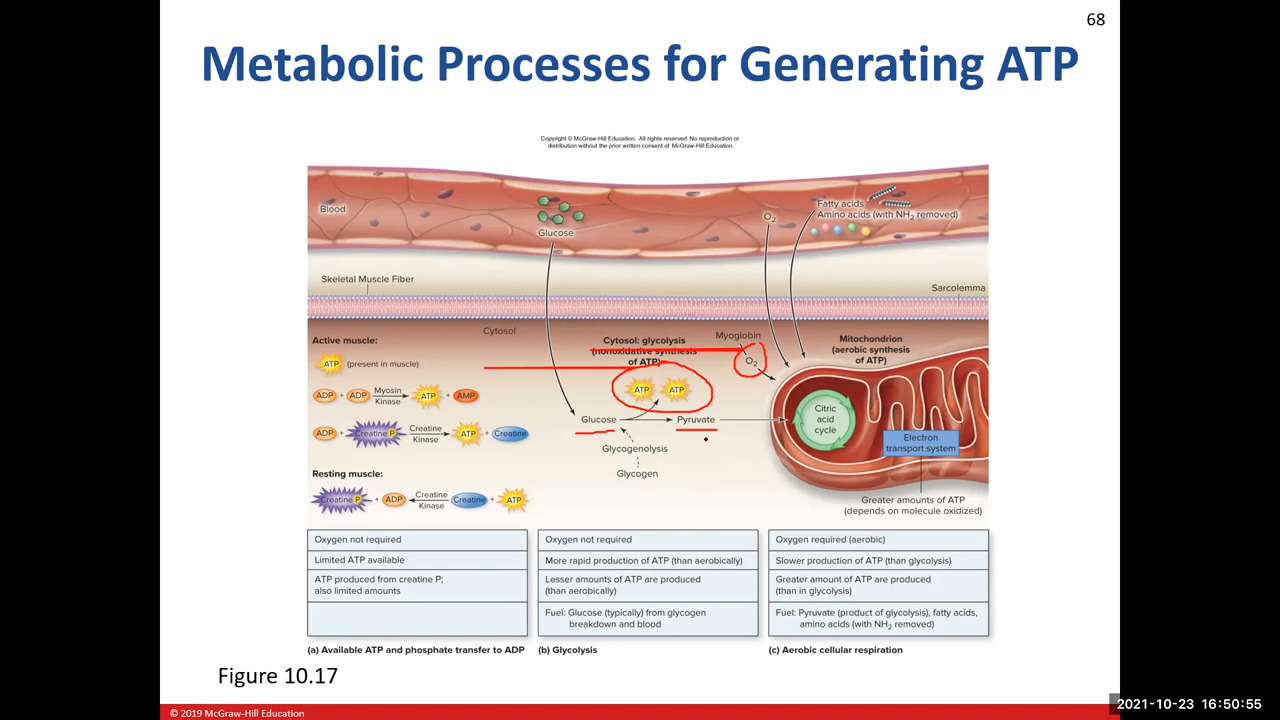 68
Metabolic Processes for Generating ATP
Copyright © McGraw-Hill Education. All rights reserved. No reproduction or
distribution without the prior written consent of McGraw-Hill Education.
Blood
Glucose
O2
Fatty acids
Amino acids (with NH2 removed)
Skeletal Muscle Fiber
Sarcolemma
Cytosol
Active muscle:
ATP (present in muscle)
ADP + ADP Myosin Kinase ATP + AMP
ADP + Creatine P Creatine Kinase ATP + Creatine
Resting muscle:
Creatine P + ADP Creatine Kinase Creatine + ATP
Cytosol: glycolysis
(nonoxidative synthesis
of ATP)
ATP ATP
Glucose Pyruvate
Glycogenolysis
Glycogen
Myoglobin
O2
Mitochondrion
(aerobic synthesis
of ATP)
Citric
acid
cycle
Electron
transport system
Greater amounts of ATP
(depends on molecule oxidized)
Oxygen not required
Limited ATP available
ATP produced from creatine P;
also limited amounts
(a) Available ATP and phosphate transfer to ADP
Oxygen not required
More rapid production of ATP (than aerobically)
Lesser amounts of ATP are produced
(than aerobically)
Fuel: Glucose (typically) from glycogen
breakdown and blood
(b) Glycolysis
Oxygen required (aerobic)
Slower production of ATP (than glycolysis)
Greater amount of ATP are produced
(than in glycolysis)
Fuel: Pyruvate (product of glycolysis), fatty acids,
amino acids (with NH2 removed)
(c) Aerobic cellular respiration
Figure 10.17
© 2019 McGraw-Hill Education
2021-10-23 16:50:55